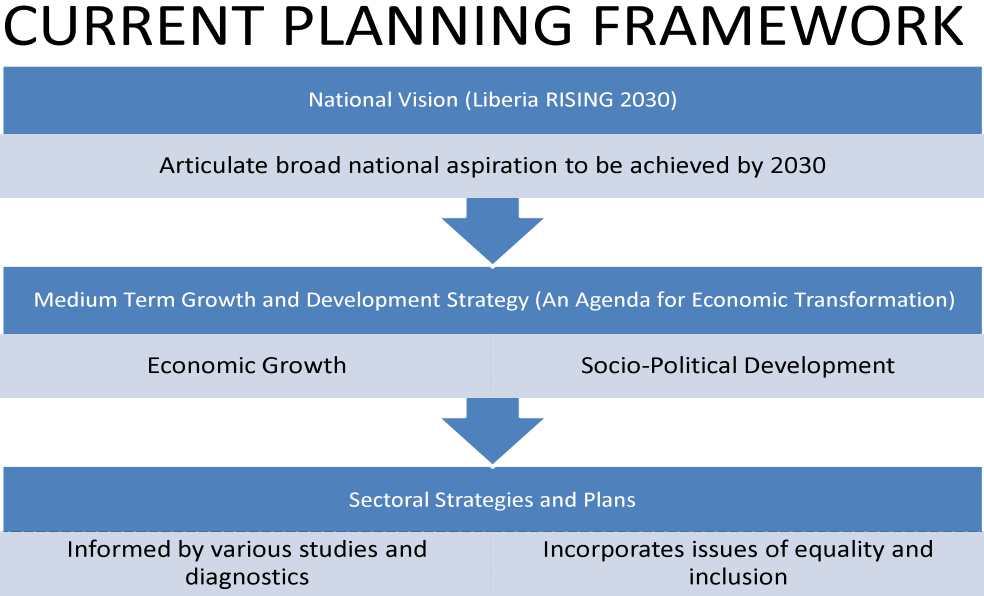 CURRENT PLANNING FRAMEWORK
National Vision (Liberia RISING 2030)
Articulate broad national aspiration to be achieved by 2030
Medium Term Growth and Development Strategy (An Agenda for Economic Transformation)
Economic Growth
Socio-Political Development
Sectoral Strategies and Plans
Informed by various studies and
diagnostics
Incorporates issues of equality and
inclusion